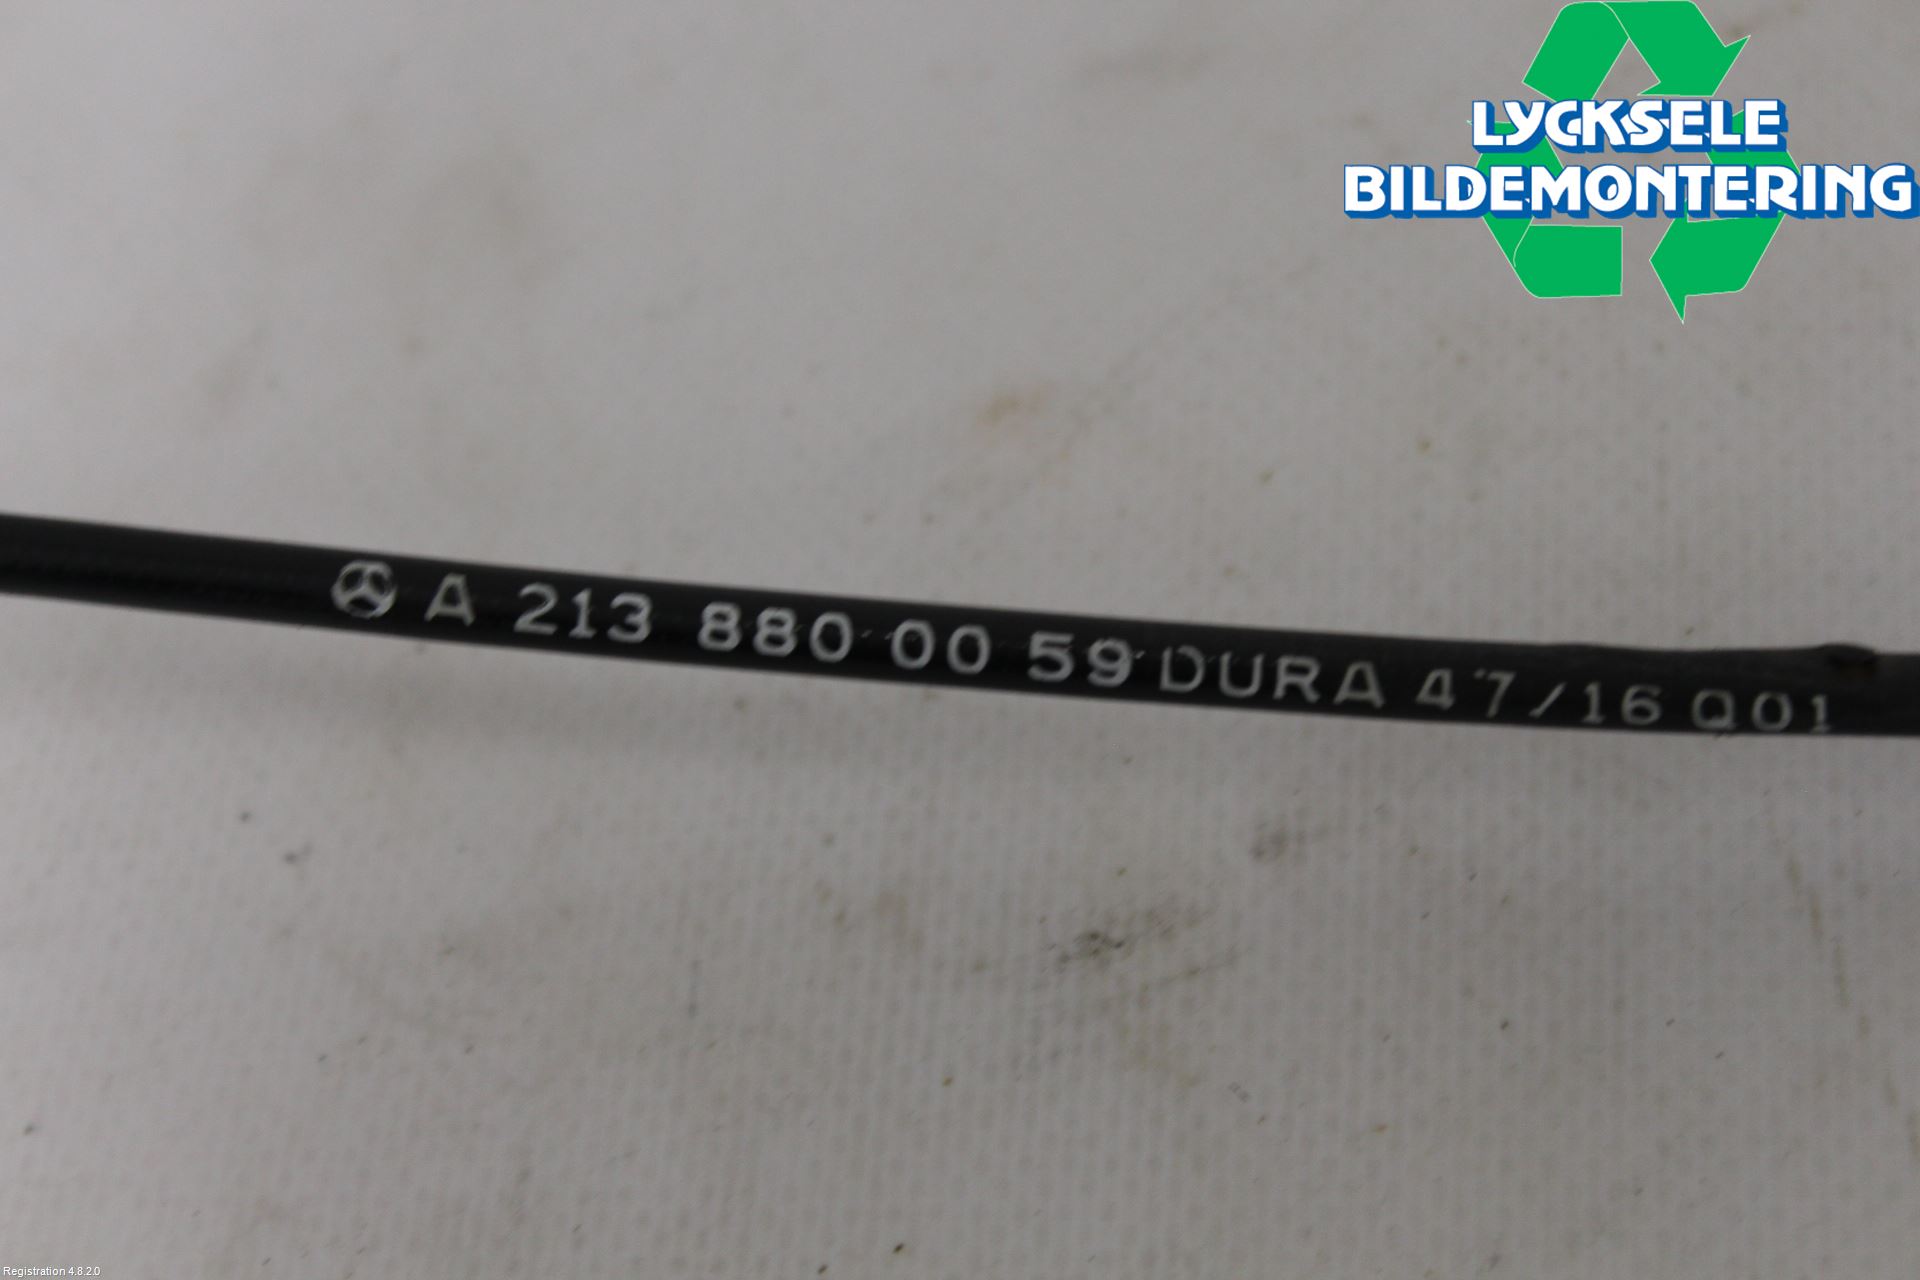 LYCKSELE
BILDEMONTERING
A 213 880 00 59 DURA 47/16 Q01
Registration 4.8.2.0